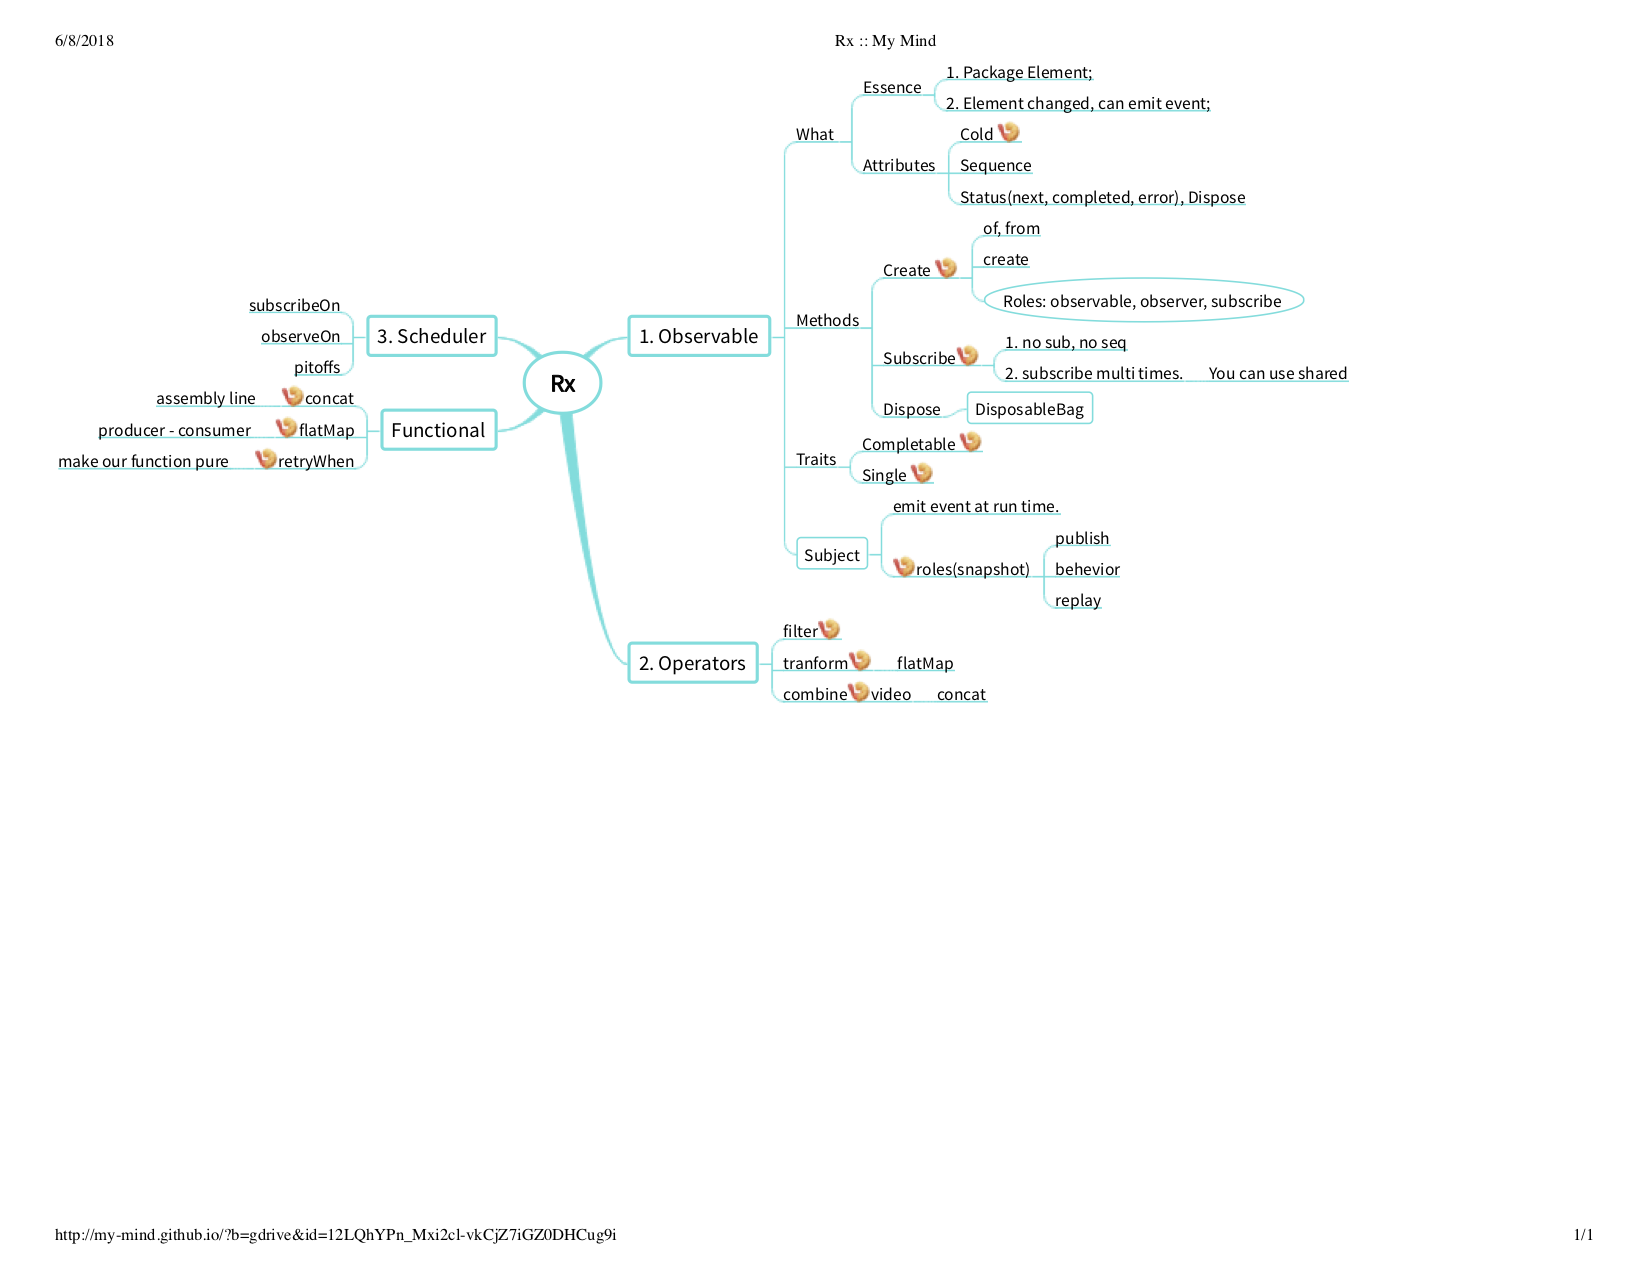 6/8/2018
Rx :: My Mind
1. Package Element;
Essence
2. Element changed, can emit event;
What
Cold
Attributes
Sequence
Status(next, completed, error), Dispose
of, from
create
Create
Roles: observable, observer, subscribe
Methods
1. no sub, no seq
Subscribe
2. subscribe multi times. You can use shared
Dispose
DisposableBag
1. Observable
Completable
Traits
Single
emit event at run time.
Subject
publish
roles(snapshot)
behevior
replay
subscribeOn
3. Scheduler
observeOn
pitoffs
Rx
assembly line concat
Functional
producer - consumer flatMap
make our function pure retryWhen
filter
2. Operators
tranform flatMap
combine video concat
http://my-mind.github.io/?b=gdrive&id=12LQhYPn_Mxi2cl-vkCjZ7iGZ0DHCug9i
1/1